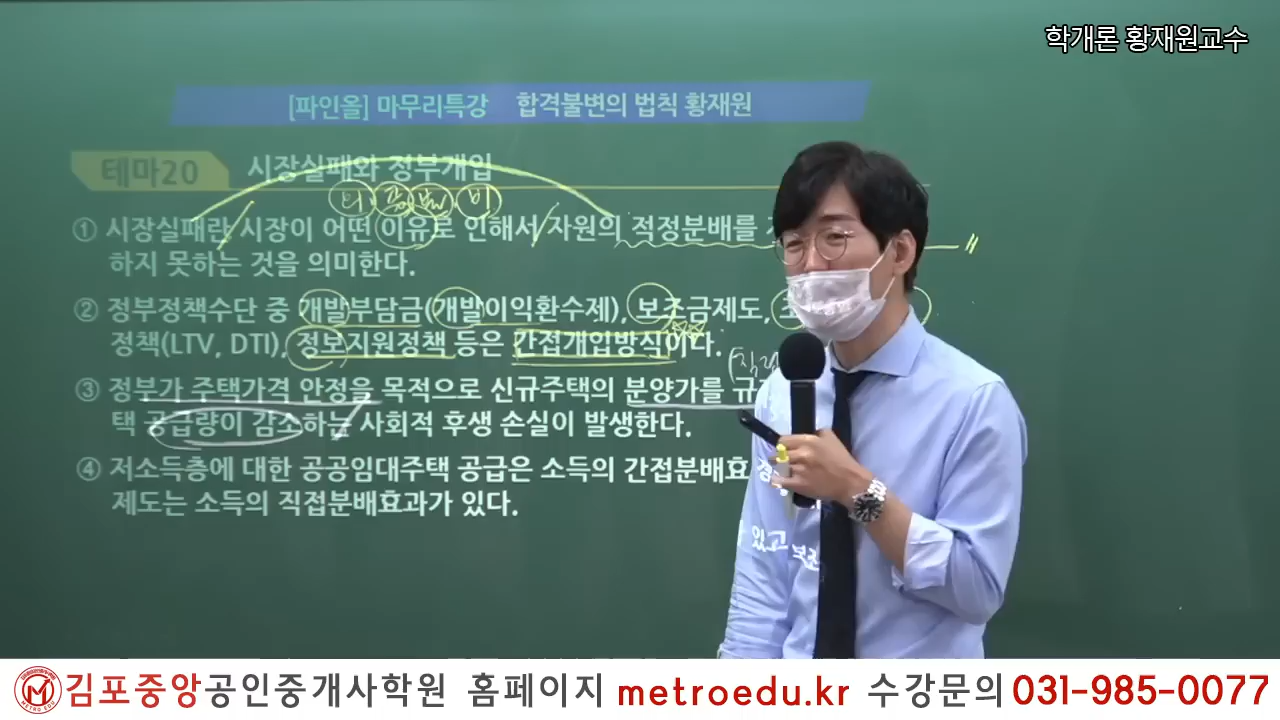 학개론 황재원교수
[파인올] 마무리특강 합격불변의 법칙 황재원
테마20 시장실패와 정부개입
외 공 불 비
① 시장실패란 시장이 어떤 이유로 인해서 자원의 적정분배를
하지 못하는 것을 의미한다.
② 정부정책수단 중 개발부담금(개발이익환수제), 보조금제도,
정책(LTV, DTI), 정보지원정책 등은 간접개입방식이다.
③ 정부가 주택가격 안정을 목적으로 신규주택의 분양가를 규
택 공급량이 감소하는 사회적 후생 손실이 발생한다.
④ 저소득층에 대한 공공임대주택 공급은 소득의 간접분배효
제도는 소득의 직접분배효과가 있다.
있고
METRO EDU
김포중앙공인중개사학원 홈페이지 metroedu.kr 수강문의 031-985-0077